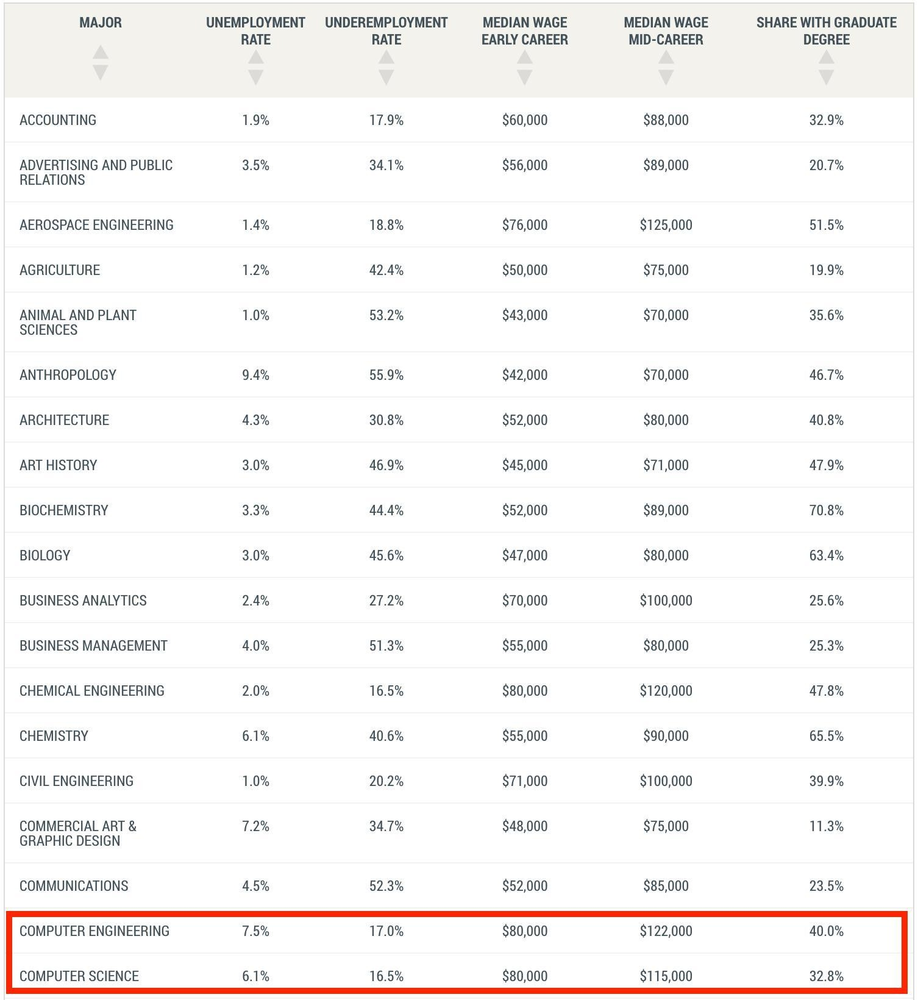 MAJOR UNEMPLOYMENT RATE UNDEREMPLOYMENT RATE MEDIAN WAGE EARLY CAREER MEDIAN WAGE MID-CAREER SHARE WITH GRADUATE DEGREE
ACCOUNTING 1.9% 17.9% $60,000 $88,000 32.9%
ADVERTISING AND PUBLIC 3.5% 34.1% $56,000 $89,000 20.7%
RELATIONS
AEROSPACE ENGINEERING 1.4% 18.8% $76,000 $125,000 51.5%
AGRICULTURE 1.2% 42.4% $50,000 $75,000 19.9%
ANIMAL AND PLANT 1.0% 53.2% $43,000 $70,000 35.6%
SCIENCES
ANTHROPOLOGY 9.4% 55.9% $42,000 $70,000 46.7%
ARCHITECTURE 4.3% 30.8% $52,000 $80,000 40.8%
ART HISTORY 3.0% 46.9% $45,000 $71,000 47.9%
BIOCHEMISTRY 3.3% 44.4% $52,000 $89,000 70.8%
BIOLOGY 3.0% 45.6% $47,000 $80,000 63.4%
BUSINESS ANALYTICS 2.4% 27.2% $70,000 $100,000 25.6%
BUSINESS MANAGEMENT 4.0% 51.3% $55,000 $80,000 25.3%
CHEMICAL ENGINEERING 2.0% 16.5% $80,000 $120,000 47.8%
CHEMISTRY 6.1% 40.6% $55,000 $90,000 65.5%
CIVIL ENGINEERING 1.0% 20.2% $71,000 $100,000 39.9%
COMMERCIAL ART & 7.2% 34.7% $48,000 $75,000 11.3%
GRAPHIC DESIGN
COMMUNICATIONS 4.5% 52.3% $52,000 $85,000 23.5%
COMPUTER ENGINEERING 7.5% 17.0% $80,000 $122,000 40.0%
COMPUTER SCIENCE 6.1% 16.5% $80,000 $115,000 32.8%